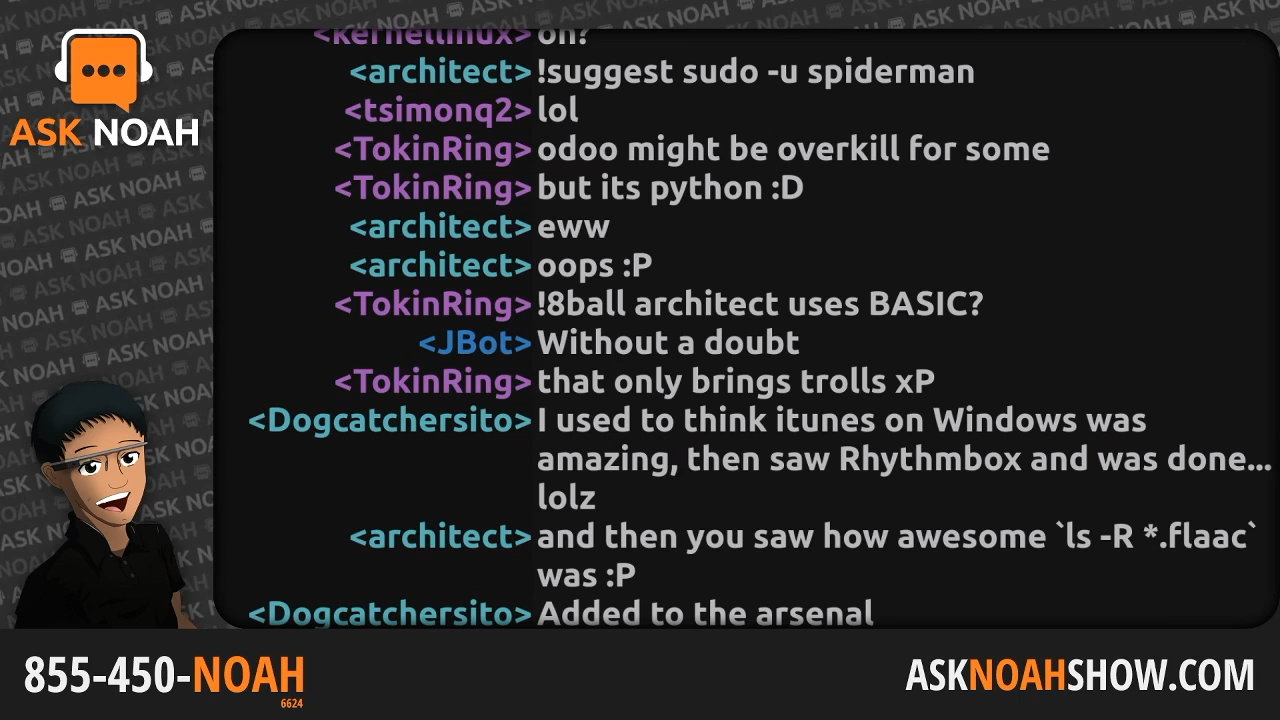 ASK NOAH
<kernellinux> on?
<architect> !suggest sudo -u spiderman
<tsimonq2> lol
<TokinRing> odoo might be overkill for some
<TokinRing> but its python :D
<architect> eww
<architect> oops :P
<TokinRing> !8ball architect uses BASIC?
<JBot> Without a doubt
<TokinRing> that only brings trolls xP
<Dogcatchersito> I used to think itunes on Windows was
amazing, then saw Rhythmbox and was done...
lolz
<architect> and then you saw how awesome `ls -R *.flaac`
was :P
<Dogcatchersito> Added to the arsenal
855-450-NOAH
6624
ASKNOAHSHOW.COM